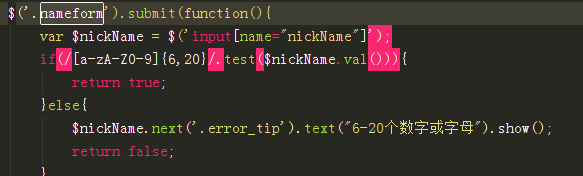 $('.nameform').submit(function(){
var $nickName = $('input[name="nickName"]');
if(/[a-zA-Z0-9]{6,20}/.test($nickName.val())){
return true;
}else{
$nickName.next('.error_tip').text("6-20个数字或字母").show();
return false;
}